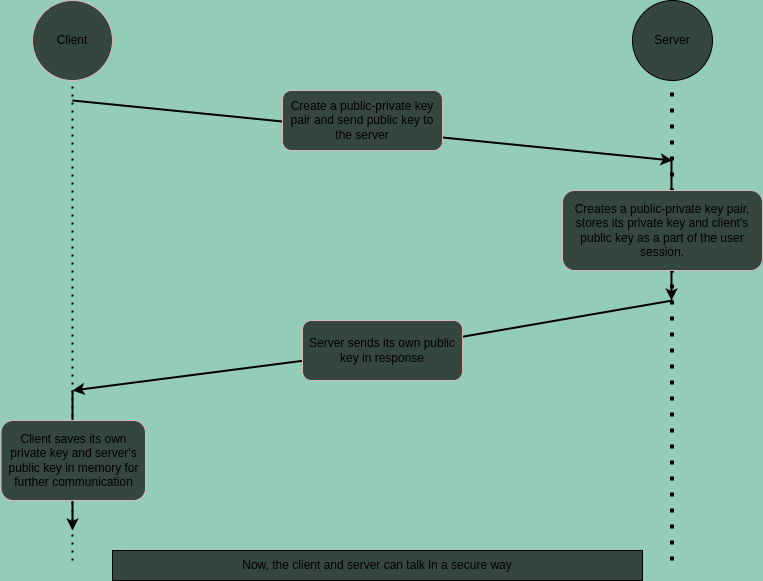 Client
Server
Create a public-private key
pair and send public key to
the server
Creates a public-private key pair,
stores its private key and client's
public key as a part of the user
session.
Server sends its own public
key in response
Client saves its own
private key and server's
public key in memory for
further communication
Now, the client and server can talk in a secure way